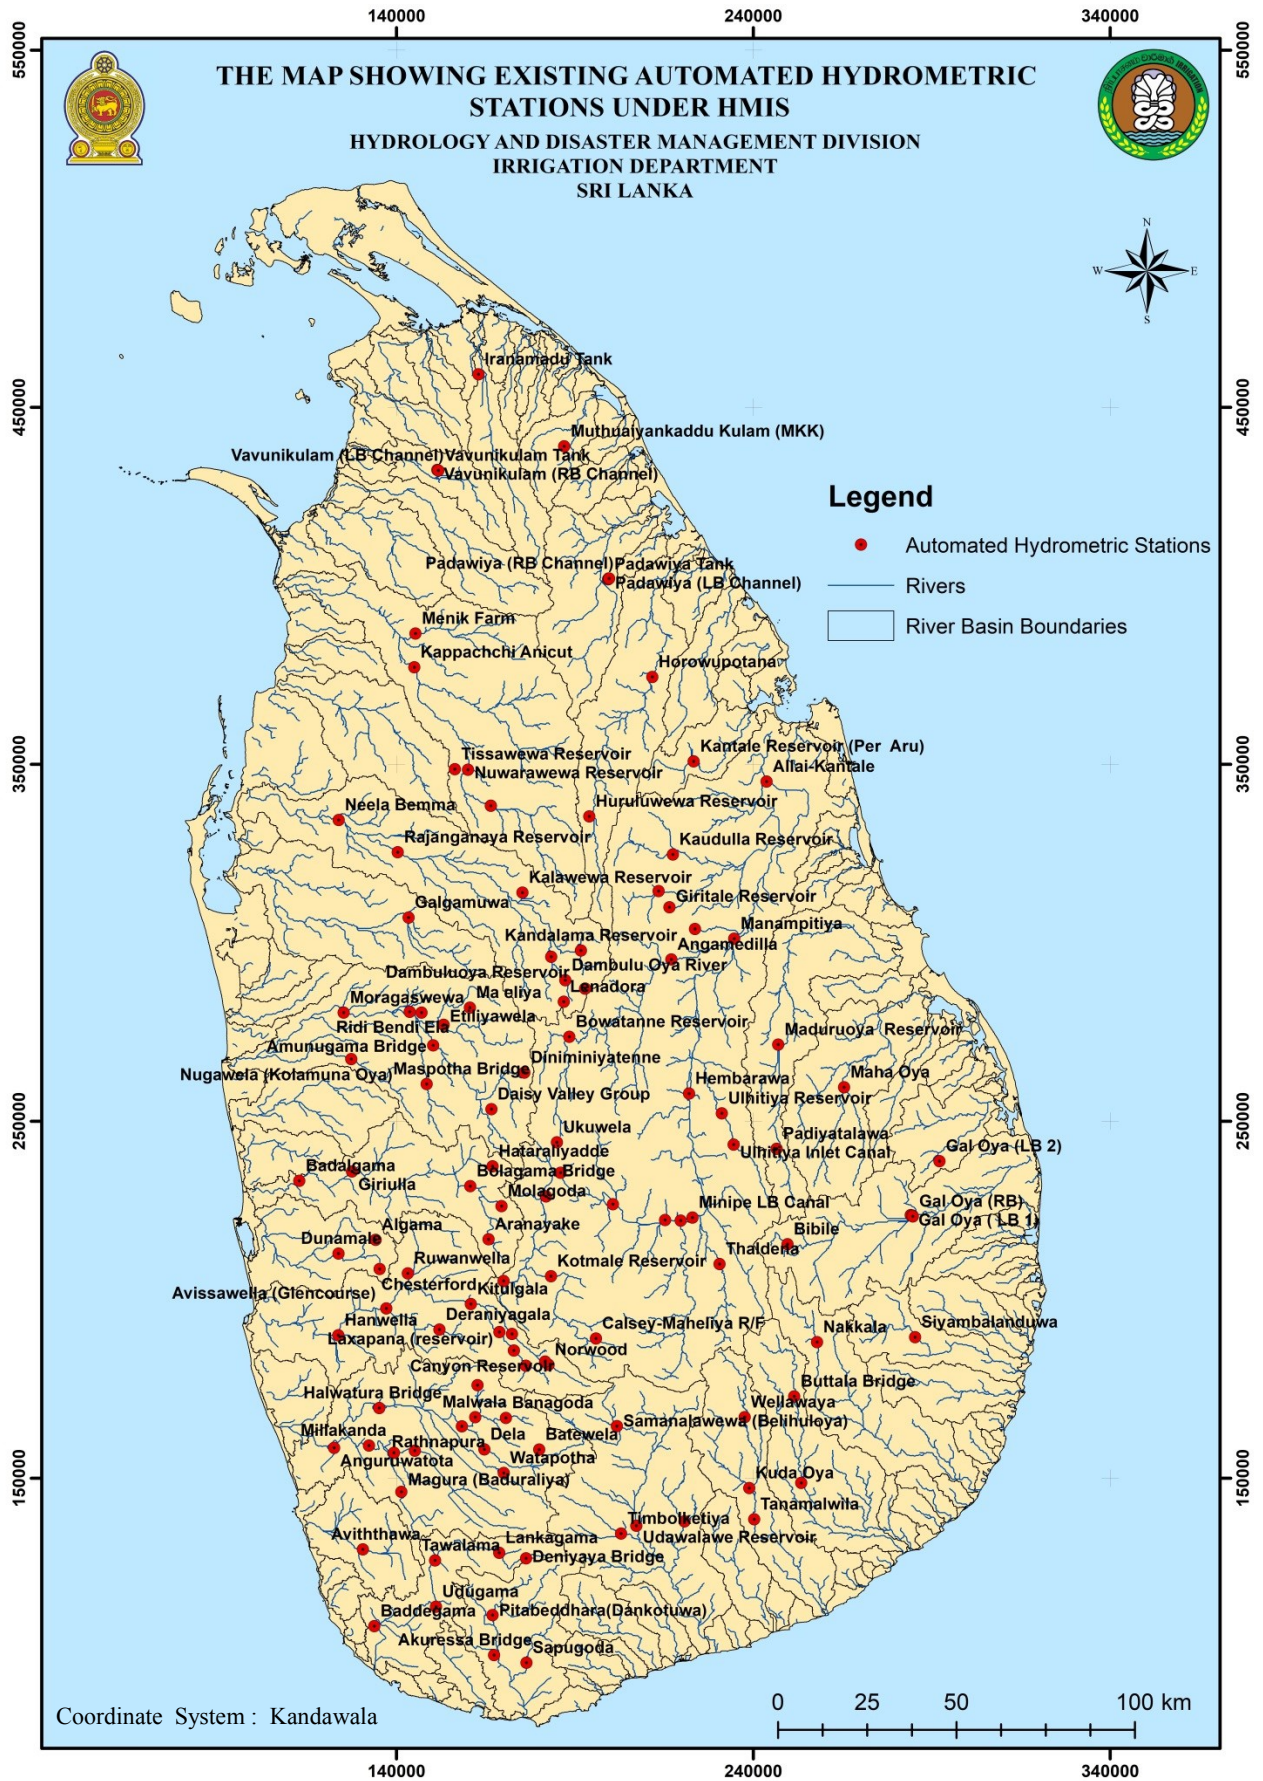 140000
240000
340000
550000
550000
THE MAP SHOWING EXISTING AUTOMATED HYDROMETRIC
STATIONS UNDER HMIS
HYDROLOGY AND DISASTER MANAGEMENT DIVISION
IRRIGATION DEPARTMENT
SRI LANKA
N
W
E
S
Iranamadu Tank
450000
450000
Muthuaiyankaddu Kulam (MKK)
Vavunikulam (LB Channel)
Vavunikulam Tank
Vavunikulam (RB Channel)
Legend
Automated Hydrometric Stations
Rivers
River Basin Boundaries
Padawiya (RB Channel)
Padawiya Tank
Padawiya (LB Channel)
Menik Farm
Kappachchi Anicut
Horowupotana
350000
350000
Tissawewa Reservoir
Nuwarawewa Reservoir
Kantale Reservoir (Per Aru)
Allai-Kantale
Neela Bemma
Huruluwewa Reservoir
Rajanganaya Reservoir
Kaudulla Reservoir
Kalawewa Reservoir
Giritale Reservoir
Galgamuwa
Manampitiya
Kandalama Reservoir
Angamedilla
Dambulu Oya River
Dambuluoya Reservoir
Lenadora
Moragaswewa
Ma eliya
Etiliyawela
Ridi Bendi Ela
Bowatanne Reservoir
Maduruoya Reservoir
Amunugama Bridge
Diniminiyatenne
Nugawela (Kolamuna Oya)
Maspotha Bridge
Hembarawa
Maha Oya
Daisy Valley Group
Ulhitiya Reservoir
250000
250000
Ukuwela
Padiyatalawa
Ulhitiya Inlet Canal
Gal Oya (LB 2)
Hataraliyadde
Badalgama
Giriulla
Bolagama Bridge
Molagoda
Minipe LB Canal
Gal Oya (RB)
Gal Oya ( LB 1)
Algama
Aranayake
Bibile
Dunamale
Ruwanwella
Kotmale Reservoir
Thaldena
Avissawella (Glencourse)
Chesterford
Kitulgala
Hanwella
Deraniyagala
Laxapana (reservoir)
Calsey-Maheliya R/F
Nakkala
Siyambalanduwa
Norwood
Canyon Reservoir
Halwatura Bridge
Malwala
Banagoda
Buttala Bridge
Wellawaya
Samanalawewa (Belihuloya)
Millakanda
Rathnapura
Dela
Batewela
Anguruwatota
Watapotha
150000
150000
Magura (Baduraliya)
Kuda Oya
Tanamalwila
Timbolketiya
Udawalawe Reservoir
Aviththawa
Tawalama
Lankagama
Deniyaya Bridge
Udugama
Baddegama
Pitabeddhara(Dankotuwa)
Akuressa Bridge
Sapugoda
Coordinate System : Kandawala
0 25 50 100 km
140000
240000
340000